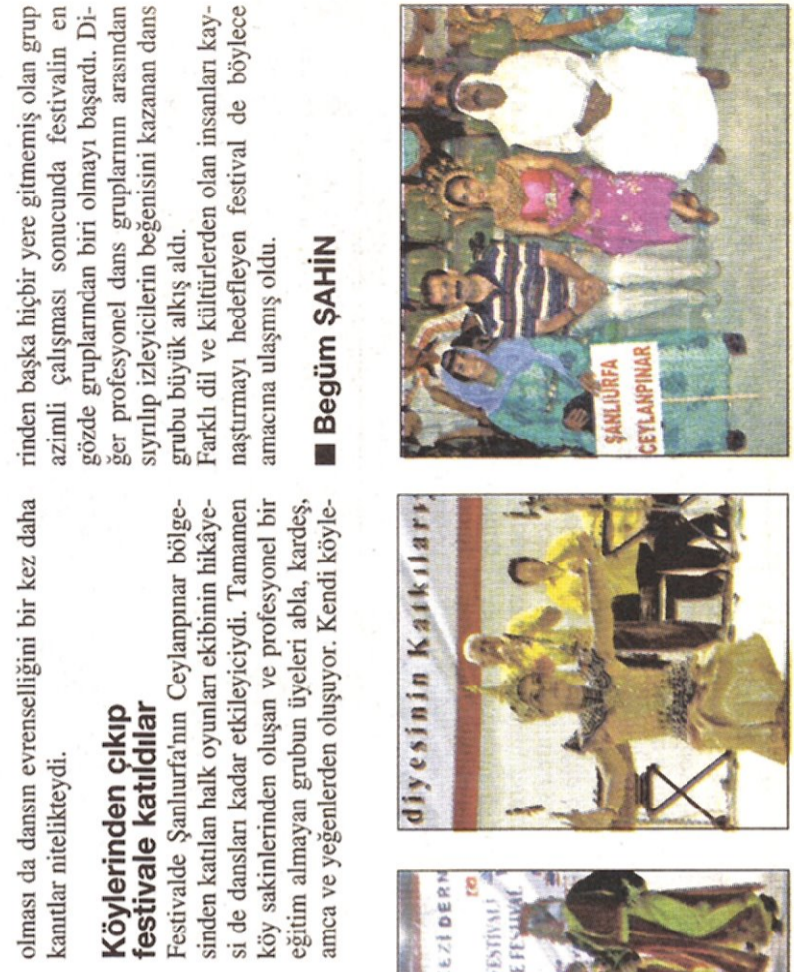 olması da dansın evrenselliğini bir kez daha
kanıtlar nitelikteydi.
Köylerinden çıkıp
festivale katıldılar
Festivalde Şanlıurfa'nın Ceylanpınar bölge-
sinden katılan halk oyunları ekibinin hikâye-
si de dansları kadar etkileyiciydi. Tamamen
köy sakinlerinden oluşan ve profesyonel bir
eğitim almayan grubun üyeleri abla, kardeş,
amca ve yeğenlerden oluşuyor. Kendi köyle-
rinden başka hiçbir yere gitmemiş olan grup
azimli çalışması sonucunda festivalin en
gözde gruplarından biri olmayı başardı. Di-
ğer profesyonel dans gruplarının arasından
sıyrılıp izleyicilerin beğenisini kazanan dans
grubu büyük alkış aldı.
Farklı dil ve kültürlerden olan insanları kay-
naştırmayı hedefleyen festival de böylece
amacına ulaşmış oldu.
■ Begüm ŞAHİN
EZİ DERN
FESTİVALİ
E FESTIVAL
diyesinin Katkıları,
ŞANLIURFA
CEYLANPINAR